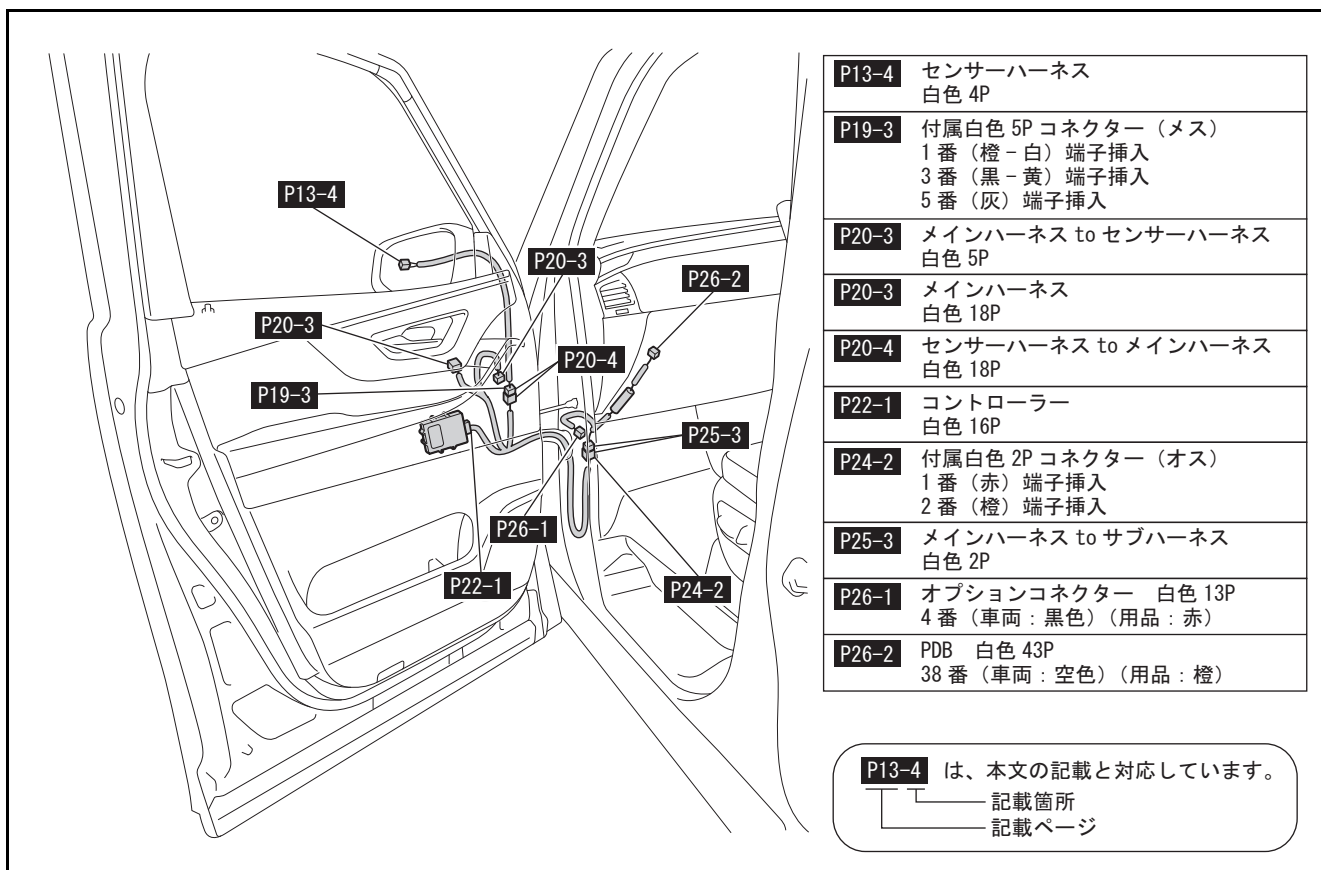 P13-4
P20-3
P26-2
P20-3
P20-4
P19-3
P25-3
P26-1
P22-1
P24-2
P13-4 センサーハーネス
白色 4P
P19-3 付属白色 5P コネクター（メス）
1 番（橙－白）端子挿入
3 番（黒－黄）端子挿入
5 番（灰）端子挿入
P20-3 メインハーネス to センサーハーネス
白色 5P
P20-3 メインハーネス
白色 18P
P20-4 センサーハーネス to メインハーネス
白色 18P
P22-1 コントローラー
白色 16P
P24-2 付属白色 2P コネクター（オス）
1 番（赤）端子挿入
2 番（橙）端子挿入
P25-3 メインハーネス to サブハーネス
白色 2P
P26-1 オプションコネクター　白色 13P
4 番（車両：黒色）（用品：赤）
P26-2 PDB　白色 43P
38 番（車両：空色）（用品：橙）
P13-4 は、本文の記載と対応しています。
記載箇所
記載ページ